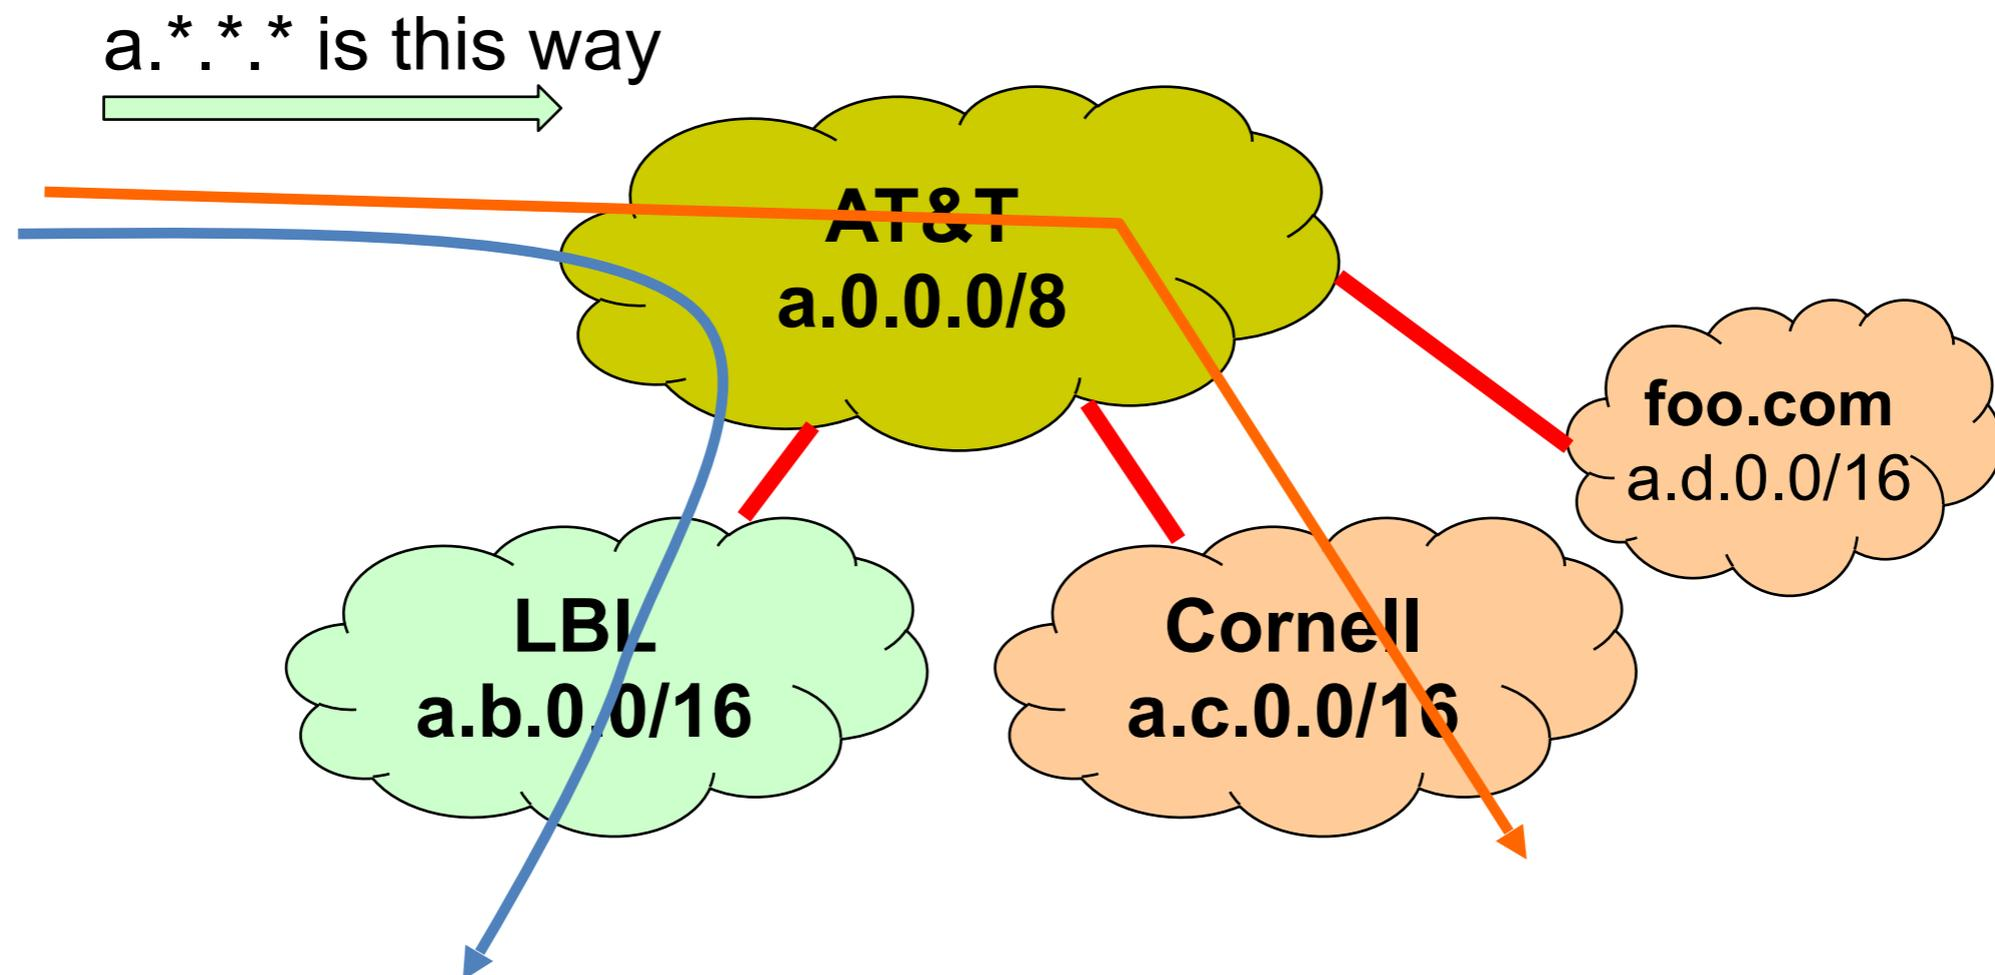 a.*.*.* is this way
AT&T
a.0.0.0/8
foo.com
a.d.0.0/16
LBL
a.b.0.0/16
Cornell
a.c.0.0/16